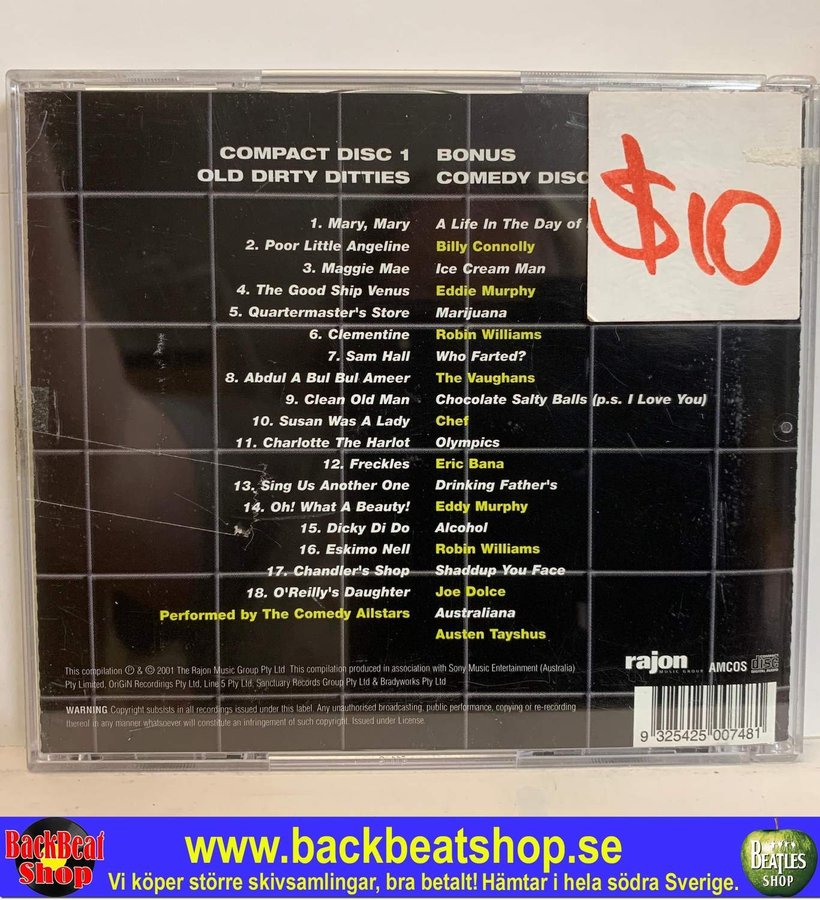 COMPACT DISC 1
OLD DIRTY DITTIES
1. Mary, Mary
2. Poor Little Angeline
3. Maggie Mae
4. The Good Ship Venus
5. Quartermaster's Store
6. Clementine
7. Sam Hall
8. Abdul A Bul Bul Ameer
9. Clean Old Man
10. Susan Was A Lady
11. Charlotte The Harlot
12. Freckles
13. Sing Us Another One
14. Oh! What A Beauty!
15. Dicky Di Do
16. Eskimo Nell
17. Chandler's Shop
18. O'Reilly's Daughter
Performed by The Comedy Allstars
BONUS
COMEDY DISC
A Life In The Day of
Billy Connolly
Ice Cream Man
Eddie Murphy
Marijuana
Robin Williams
Who Farted?
The Vaughans
Chocolate Salty Balls (p.s. I Love You)
Chef
Olympics
Eric Bana
Drinking Father's
Eddy Murphy
Alcohol
Robin Williams
Shaddup You Face
Joe Dolce
Australiana
Austen Tayshus
$10
This compilation ℗ & © 2001 The Rajon Music Group Pty Ltd This compilation produced in association with Sony Music Entertainment (Australia)
Pty Limited, OriGiN Recordings Pty Ltd, Line 5 Pty Ltd, Sanctuary Records Group Pty Ltd & Bradyworks Pty Ltd
WARNING Copyright subsists in all recordings issued under this label. Any unauthorised broadcasting, public performance, copying or re-recording
thereof in any manner whatsoever will constitute an infringement of such copyright. Issued under License.
rajon
MUSIC GROUP
AMCOS
COMPACT
disc
DIGITAL AUDIO
9 325425 007481
BackBeat
Shop
www.backbeatshop.se
Vi köper större skivsamlingar, bra betalt! Hämtar i hela södra Sverige.
BEATLES
SHOP